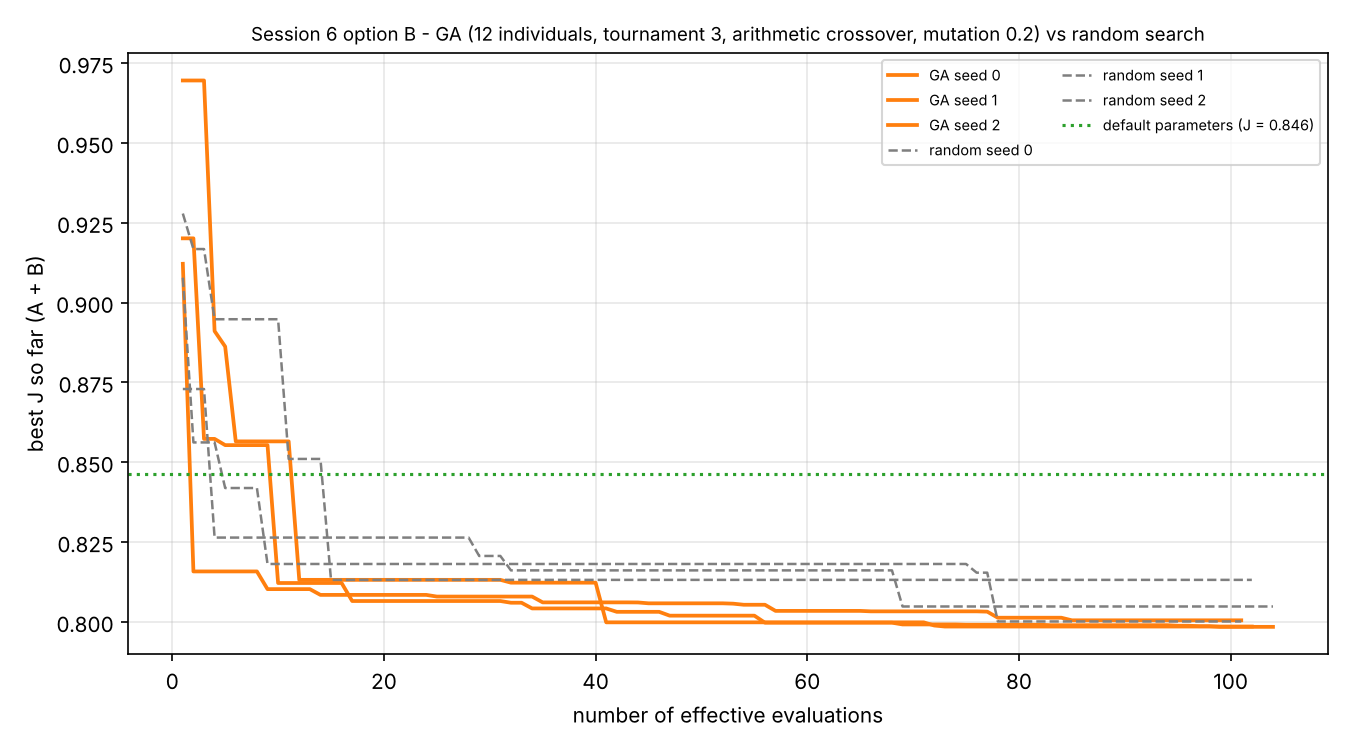 Session 6 option B - GA (12 individuals, tournament 3, arithmetic crossover, mutation 0.2) vs random search
best J so far (A + B)
0.975
0.950
0.925
0.900
0.875
0.850
0.825
0.800
GA seed 0
GA seed 1
GA seed 2
random seed 0
random seed 1
random seed 2
default parameters (J = 0.846)
0 20 40 60 80 100
number of effective evaluations